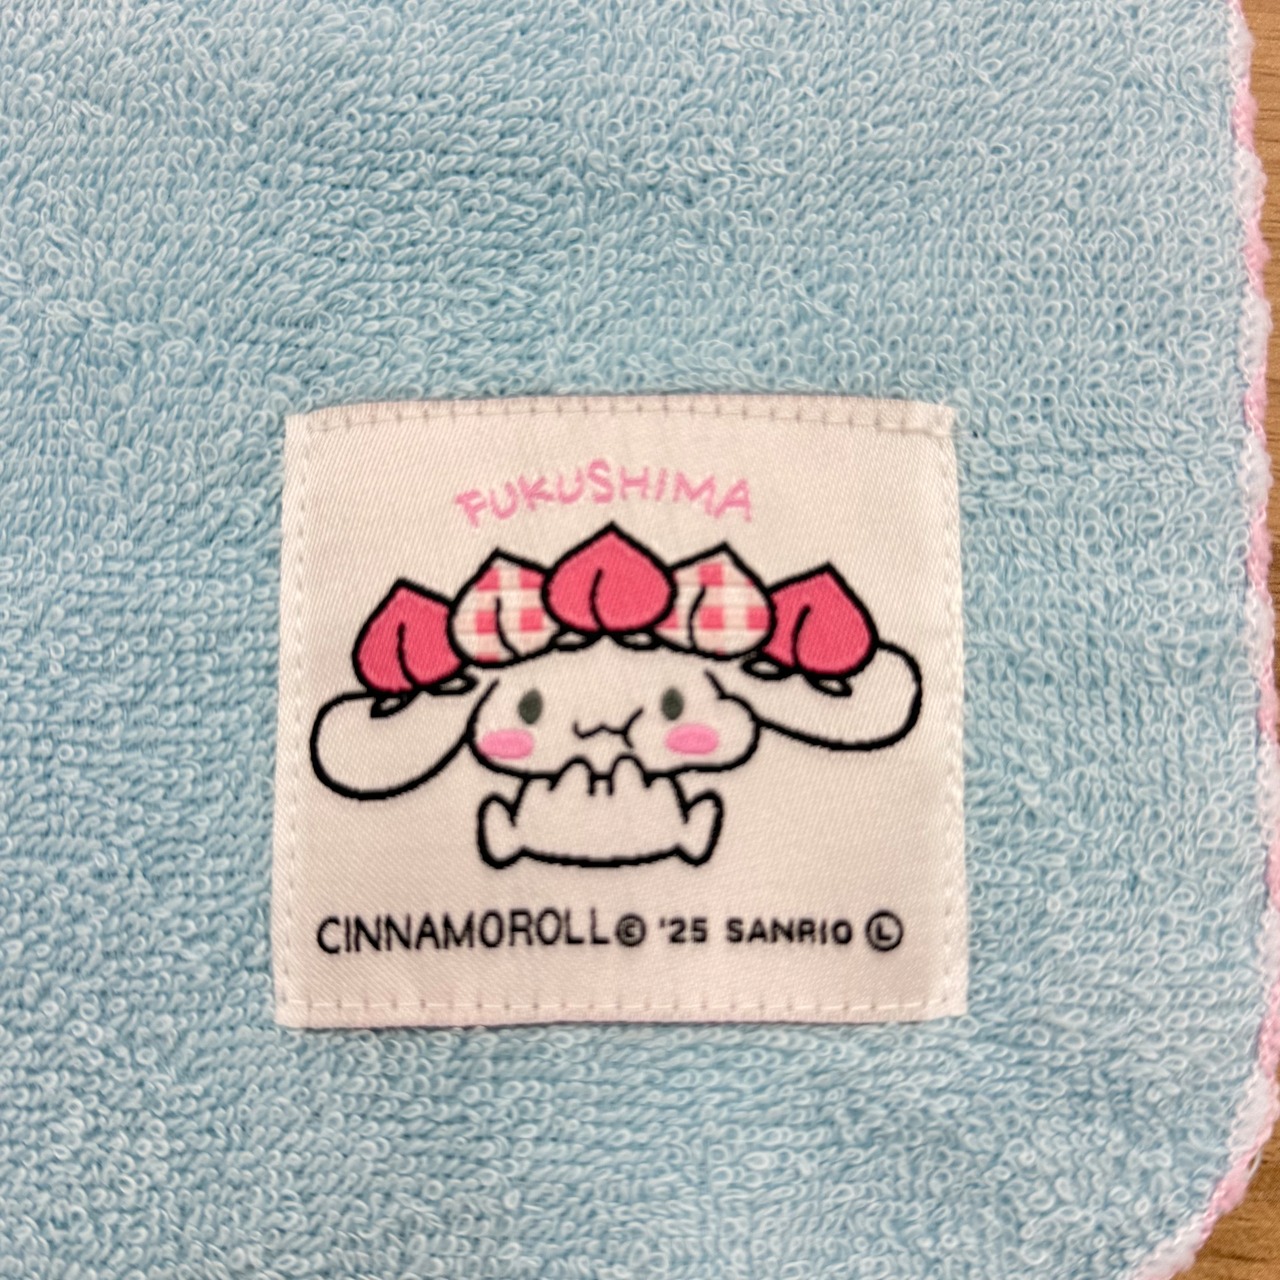 FUKUSHIMA
CINNAMOROLL© '25 SANRIO Ⓛ